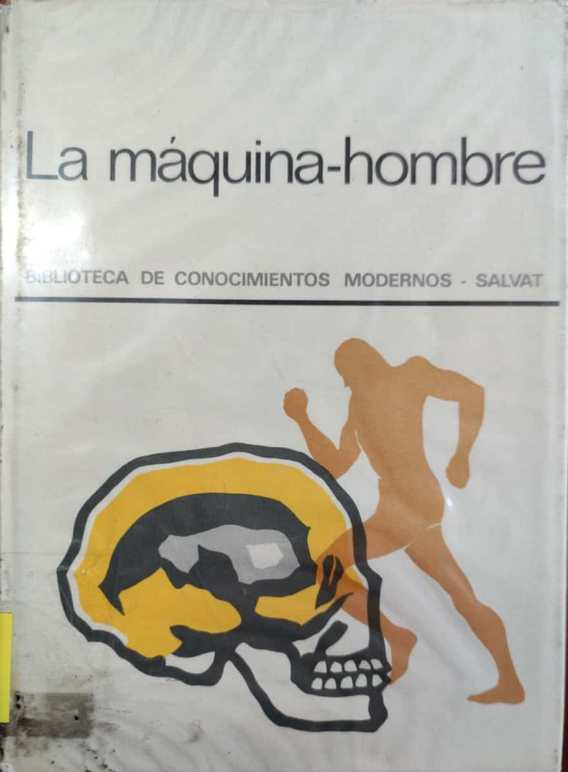 La máquina-hombre
BIBLIOTECA DE CONOCIMIENTOS MODERNOS - SALVAT